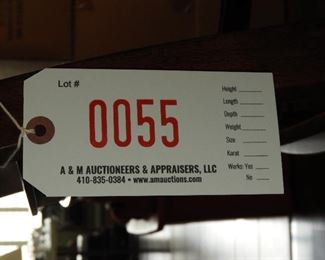 Lot #
0055
A & M AUCTIONEERS & APPRAISERS, LLC
410-835-0384 • www.amauctions.com
Height
Length
Depth
Weight
Size
Karat
Works: Yes
No